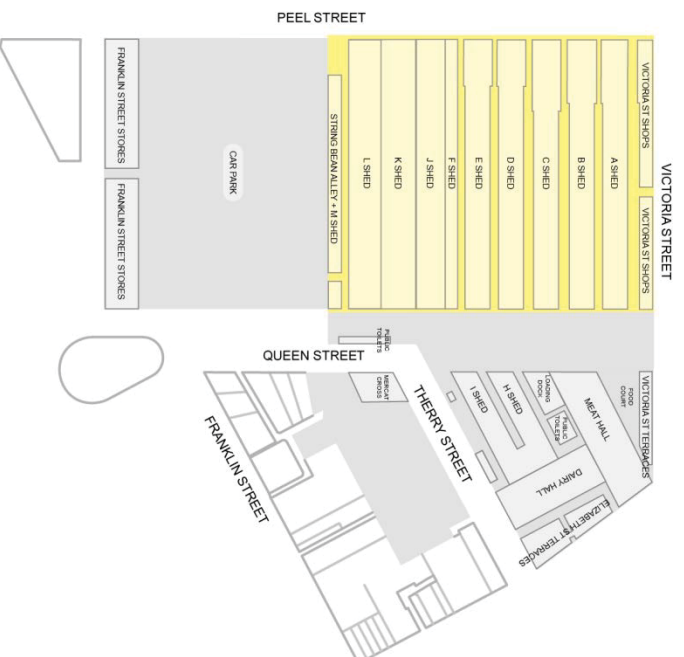 PEEL STREET
FRANKLIN STREET STORES
FRANKLIN STREET STORES
CAR PARK
STRING BEAN ALLEY + M SHED
L SHED
K SHED
J SHED
F SHED
E SHED
D SHED
C SHED
B SHED
A SHED
VICTORIA ST SHOPS
VICTORIA ST SHOPS
VICTORIA STREET
PUBLIC
TOILETS
QUEEN STREET
MERCAT
CROSS
THERRY STREET
FRANKLIN STREET
I SHED
H SHED
LOADING
DOCK
PUBLIC
TOILETS
MEAT HALL
FOOD
COURT
VICTORIA ST TERRACES
DAIRY HALL
ELIZABETH ST TERRACES